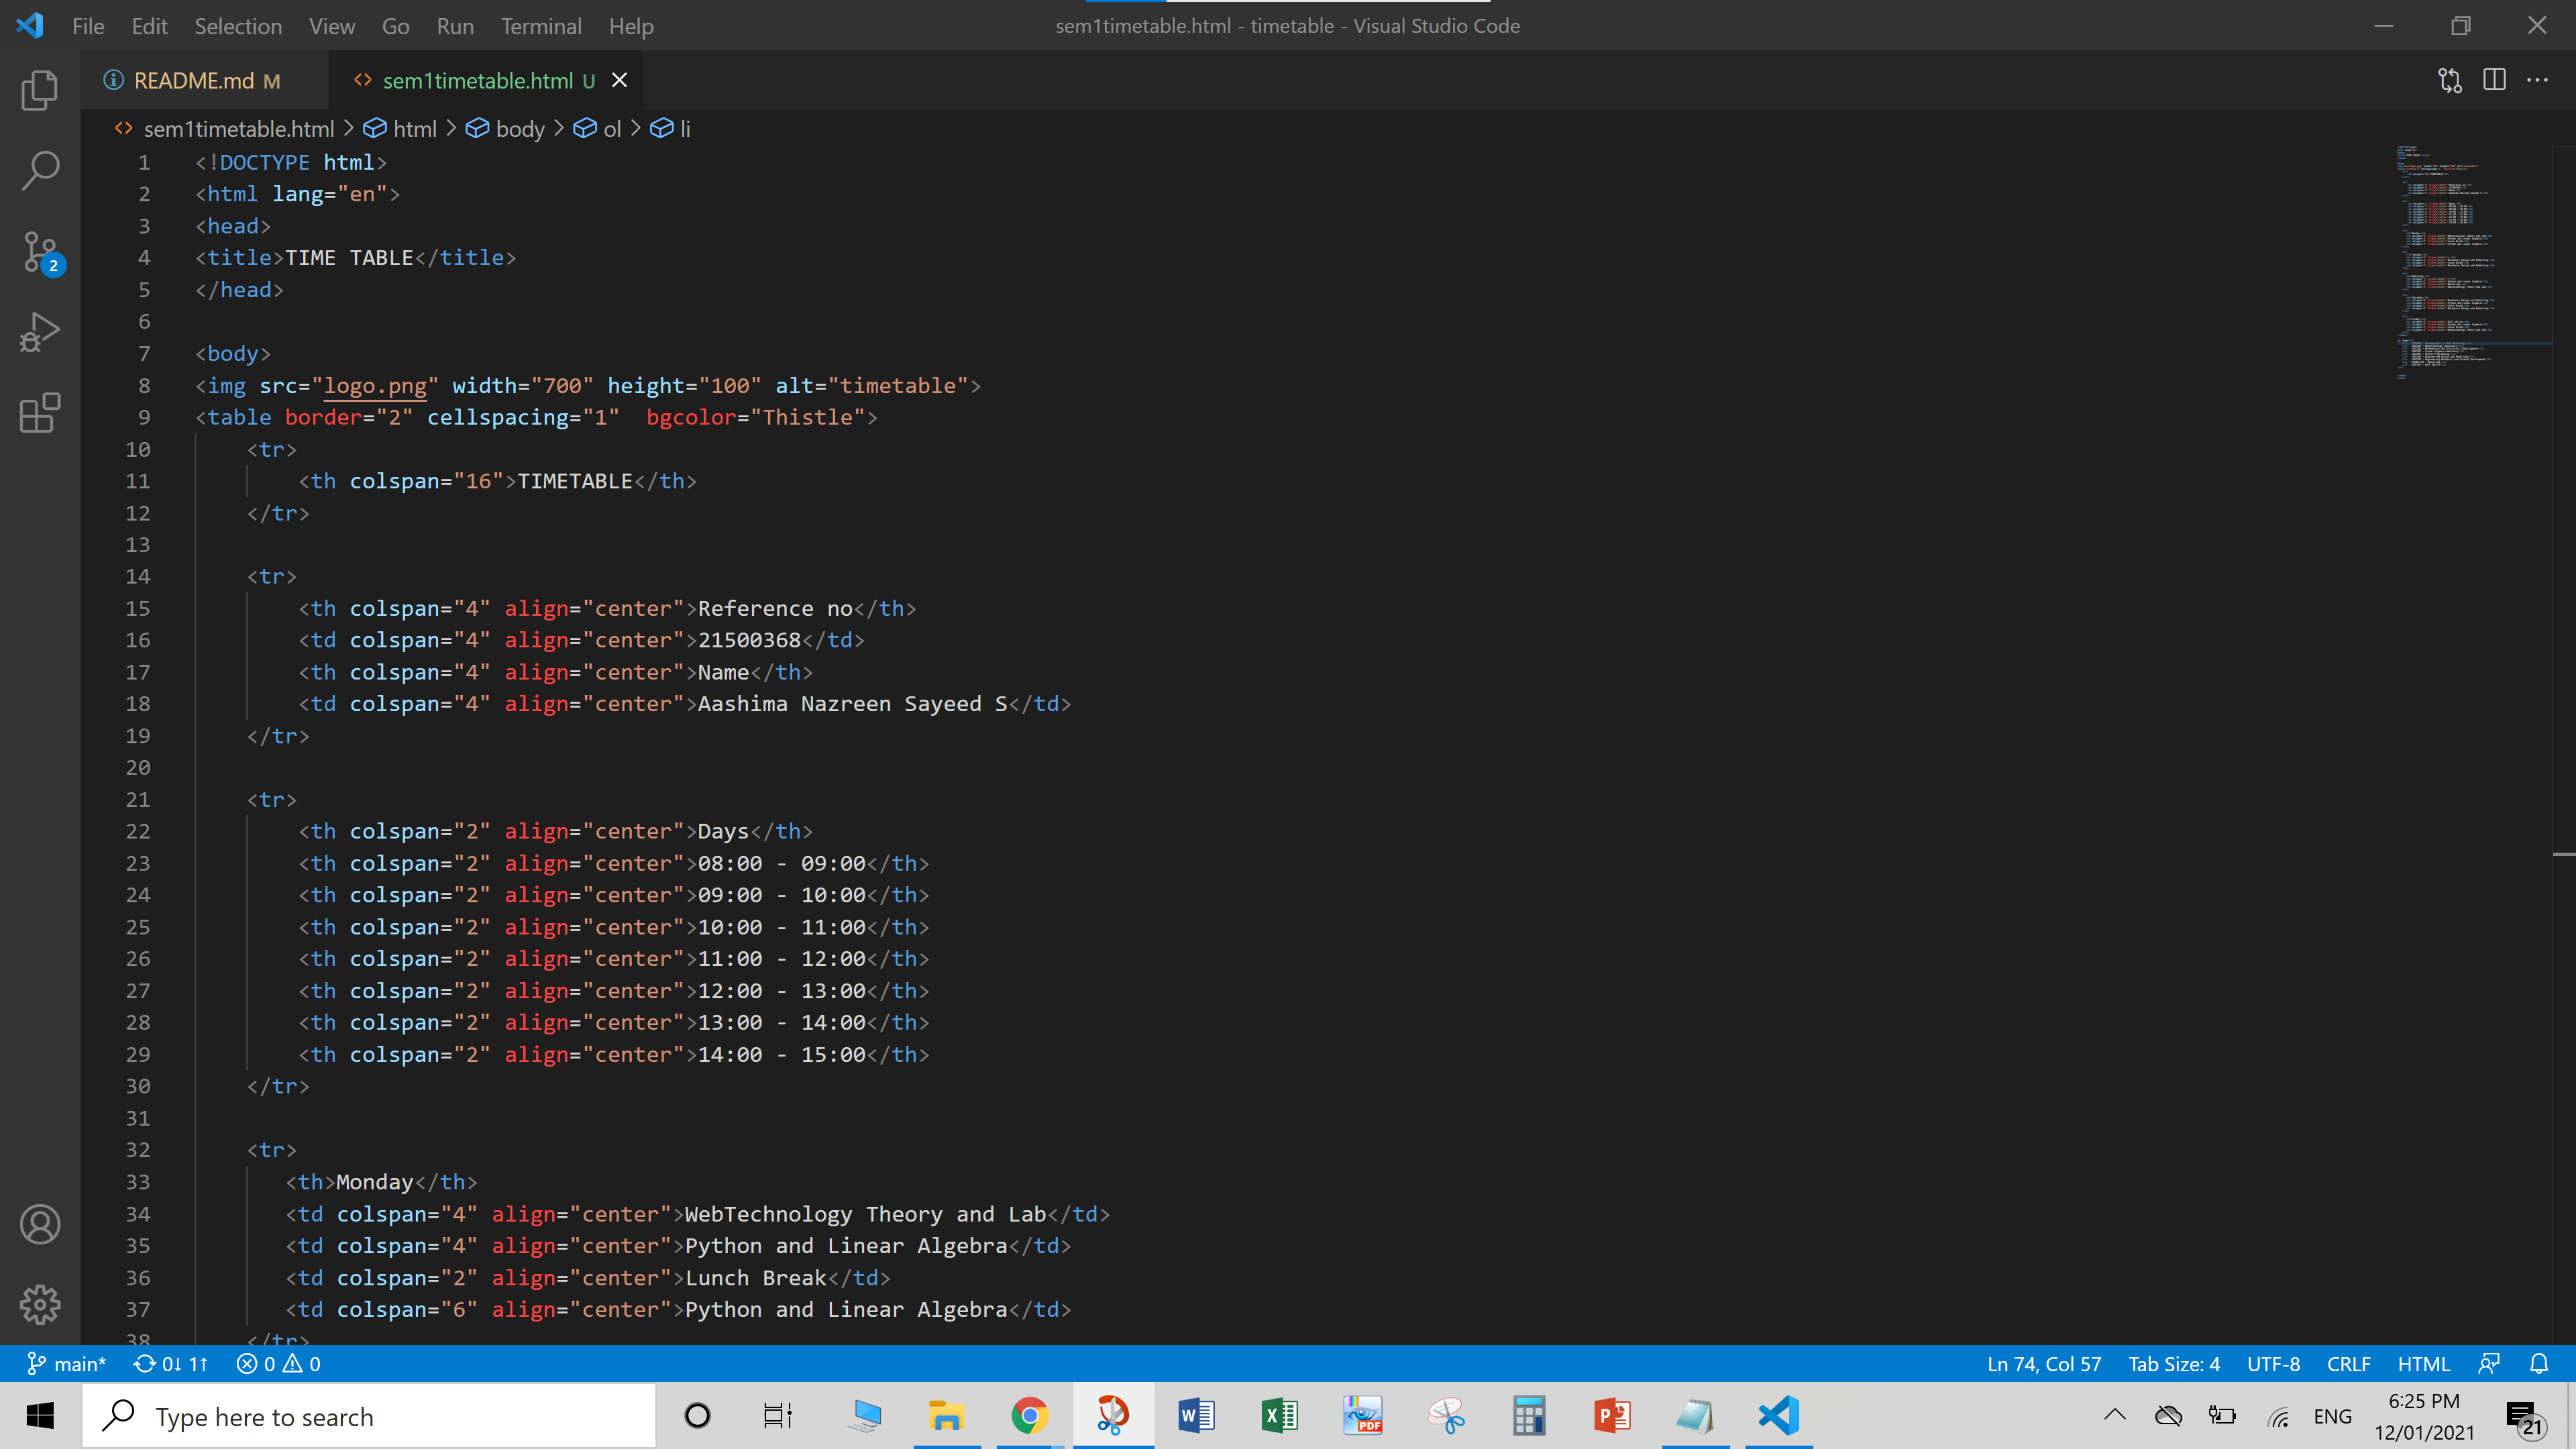 File Edit Selection View Go Run Terminal Help
sem1timetable.html - timetable - Visual Studio Code
README.md M
sem1timetable.html U
sem1timetable.html > html > body > ol > li
1 <!DOCTYPE html>
2 <html lang="en">
3 <head>
4 <title>TIME TABLE</title>
5 </head>
6
7 <body>
8 <img src="logo.png" width="700" height="100" alt="timetable">
9 <table border="2" cellspacing="1"  bgcolor="Thistle">
10 <tr>
11 <th colspan="16">TIMETABLE</th>
12 </tr>
13
14 <tr>
15 <th colspan="4" align="center">Reference no</th>
16 <td colspan="4" align="center">21500368</td>
17 <th colspan="4" align="center">Name</th>
18 <td colspan="4" align="center">Aashima Nazreen Sayeed S</td>
19 </tr>
20
21 <tr>
22 <th colspan="2" align="center">Days</th>
23 <th colspan="2" align="center">08:00 - 09:00</th>
24 <th colspan="2" align="center">09:00 - 10:00</th>
25 <th colspan="2" align="center">10:00 - 11:00</th>
26 <th colspan="2" align="center">11:00 - 12:00</th>
27 <th colspan="2" align="center">12:00 - 13:00</th>
28 <th colspan="2" align="center">13:00 - 14:00</th>
29 <th colspan="2" align="center">14:00 - 15:00</th>
30 </tr>
31
32 <tr>
33 <th>Monday</th>
34 <td colspan="4" align="center">WebTechnology Theory and Lab</td>
35 <td colspan="4" align="center">Python and Linear Algebra</td>
36 <td colspan="2" align="center">Lunch Break</td>
37 <td colspan="6" align="center">Python and Linear Algebra</td>
38 </tr>
2
main* 0↓ 1↑ 0 0
Ln 74, Col 57 Tab Size: 4 UTF-8 CRLF HTML
Type here to search
ENG
6:25 PM
12/01/2021
21